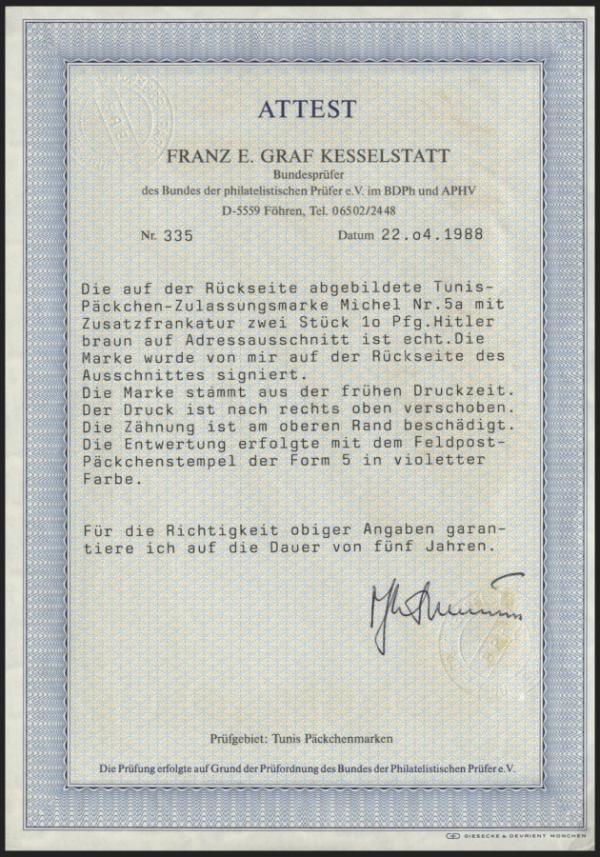 ATTEST
FRANZ E. GRAF KESSELSTATT
Bundesprüfer
des Bundes der philatelistischen Prüfer e.V. im BDPh und APHV
D-5559 Föhren, Tel. 06502/2448
Nr. 335 Datum 22.o4.1988
Die auf der Rückseite abgebildete Tunis-
Päckchen-Zulassungsmarke Michel Nr.5a mit
Zusatzfrankatur zwei Stück 1o Pfg.Hitler
braun auf Adressausschnitt ist echt.Die
Marke wurde von mir auf der Rückseite des
Ausschnittes signiert.
Die Marke stammt aus der frühen Druckzeit.
Der Druck ist nach rechts oben verschoben.
Die Zähnung ist am oberen Rand beschädigt.
Die Entwertung erfolgte mit dem Feldpost-
Päckchenstempel der Form 5 in violetter
Farbe.
Für die Richtigkeit obiger Angaben garan-
tiere ich auf die Dauer von fünf Jahren.
Prüfgebiet: Tunis Päckchenmarken
Die Prüfung erfolgte auf Grund der Prüfordnung des Bundes der Philatelistischen Prüfer e.V.
GIESECKE & DEVRIENT MÜNCHEN